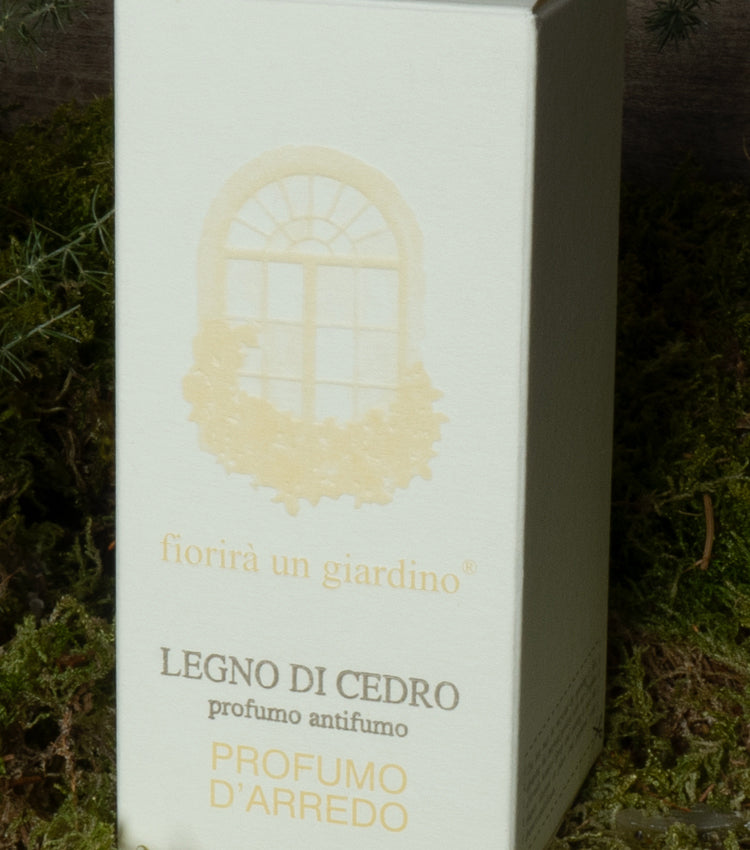 fiorirà un giardino®
LEGNO DI CEDRO
profumo antifumo
PROFUMO
D'ARREDO